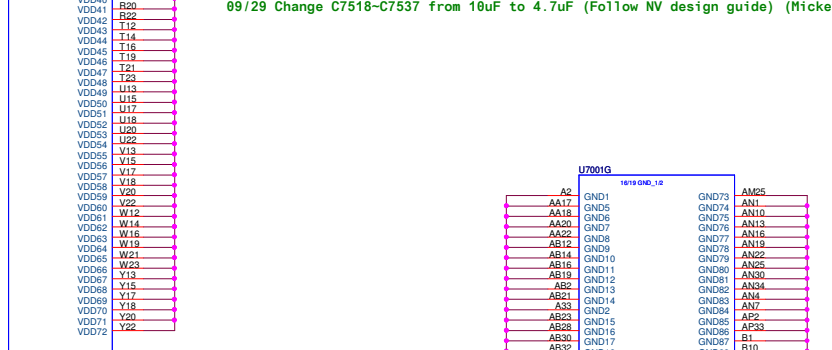 09/29 Change C7518~C7537 from 10uF to 4.7uF (Follow NV design guide) (Micke
VDD41 R20
VDD42 R22
VDD43 T12
VDD44 T14
VDD45 T16
VDD46 T19
VDD47 T21
VDD48 T23
VDD49 U13
VDD50 U15
VDD51 U17
VDD52 U18
VDD53 U20
VDD54 U22
VDD55 V13
VDD56 V15
VDD57 V17
VDD58 V18
VDD59 V20
VDD60 V22
VDD61 W12
VDD62 W14
VDD63 W16
VDD64 W19
VDD65 W21
VDD66 W23
VDD67 Y13
VDD68 Y15
VDD69 Y17
VDD70 Y18
VDD71 Y20
VDD72 Y22
U7001G
16/19 GND_1/2
A2 GND1 GND73 AM25
AA17 GND5 GND74 AN1
AA18 GND6 GND75 AN10
AA20 GND7 GND76 AN13
AA22 GND8 GND77 AN16
AB12 GND9 GND78 AN19
AB14 GND10 GND79 AN22
AB16 GND11 GND80 AN25
AB19 GND12 GND81 AN30
AB2 GND13 GND82 AN34
AB21 GND14 GND83 AN4
A33 GND2 GND84 AN7
AB23 GND15 GND85 AP2
AB28 GND16 GND86 AP33
AB30 GND17 GND87 B1
AB32 B10